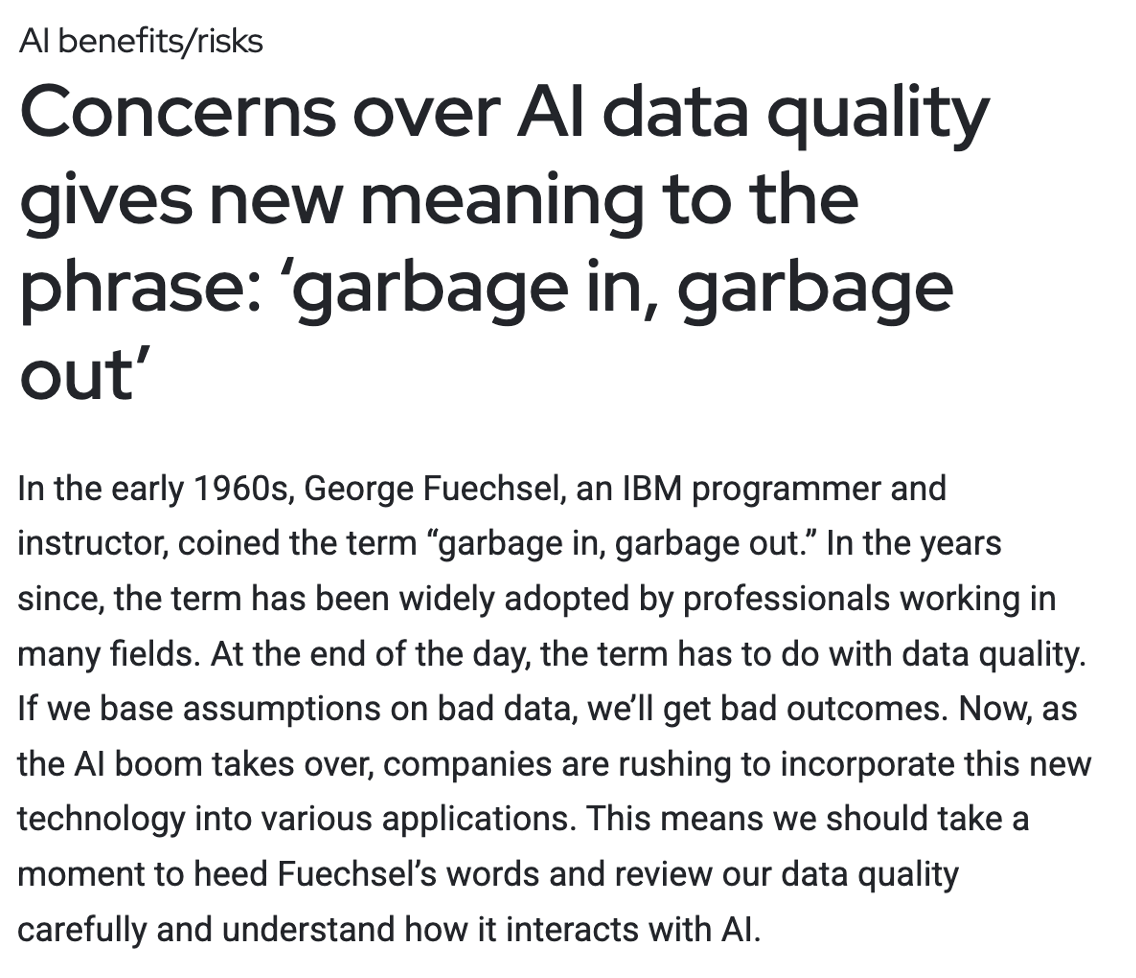 AI benefits/risks
Concerns over AI data quality
gives new meaning to the
phrase: ‘garbage in, garbage
out’
In the early 1960s, George Fuechsel, an IBM programmer and
instructor, coined the term “garbage in, garbage out.” In the years
since, the term has been widely adopted by professionals working in
many fields. At the end of the day, the term has to do with data quality.
If we base assumptions on bad data, we’ll get bad outcomes. Now, as
the AI boom takes over, companies are rushing to incorporate this new
technology into various applications. This means we should take a
moment to heed Fuechsel’s words and review our data quality
carefully and understand how it interacts with AI.